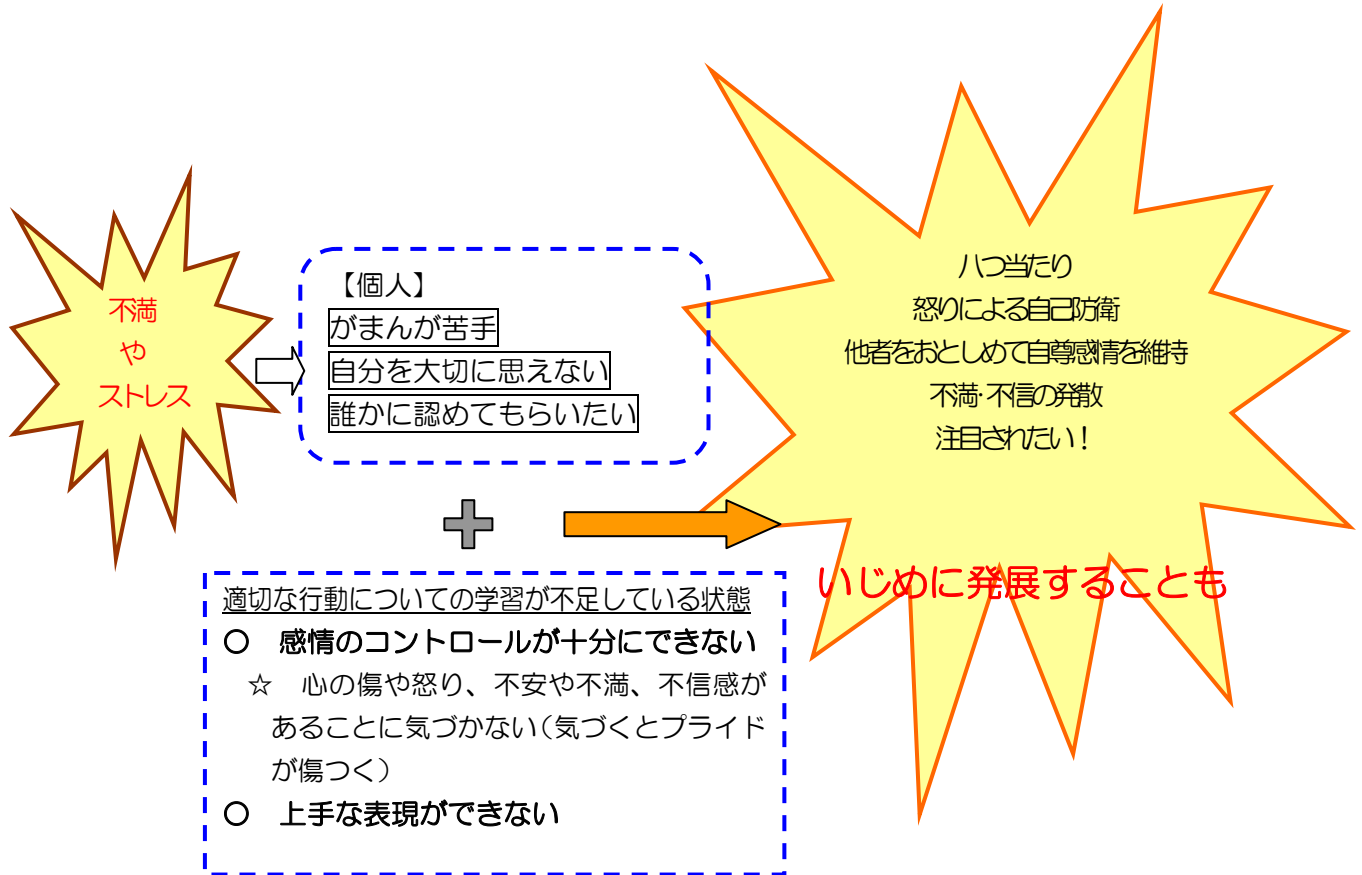 不満
や
ストレス
【個人】
がまんが苦手
自分を大切に思えない
誰かに認めてもらいたい
適切な行動についての学習が不足している状態
○　感情のコントロールが十分にできない
☆　心の傷や怒り、不安や不満、不信感が
あることに気づかない（気づくとプライド
が傷つく）
○　上手な表現ができない
八つ当たり
怒りによる自己防衛
他者をおとしめて自尊感情を維持
不満・不信の発散
注目されたい！
いじめに発展することも